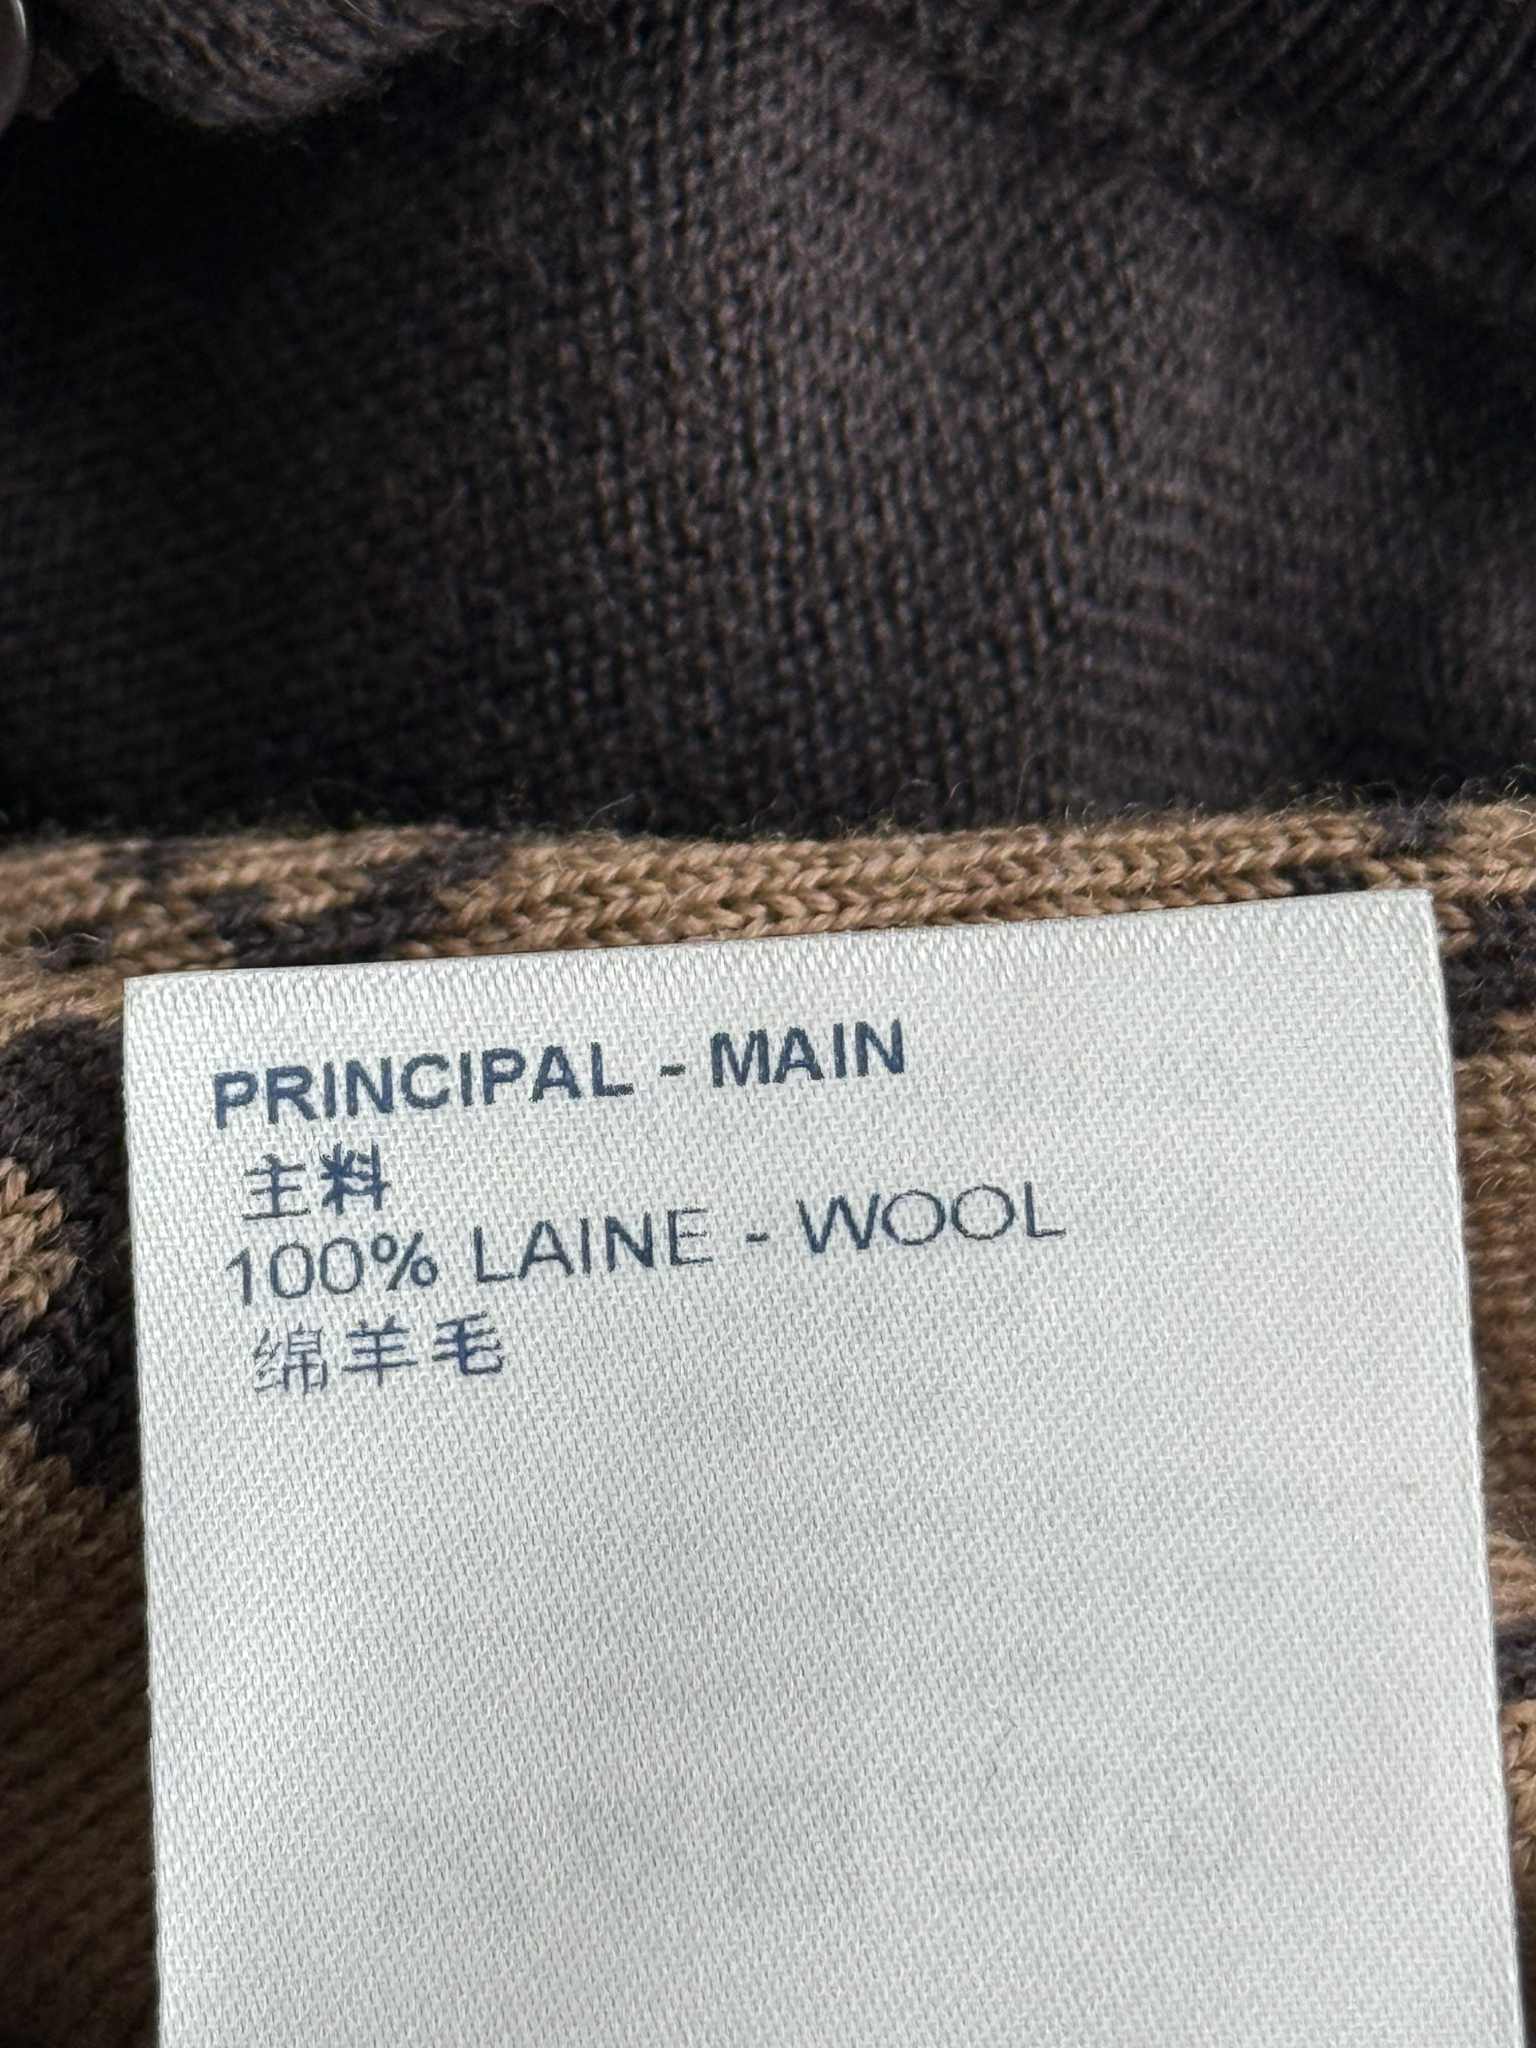 PRINCIPAL - MAIN
主料
100% LAINE - WOOL
绵羊毛